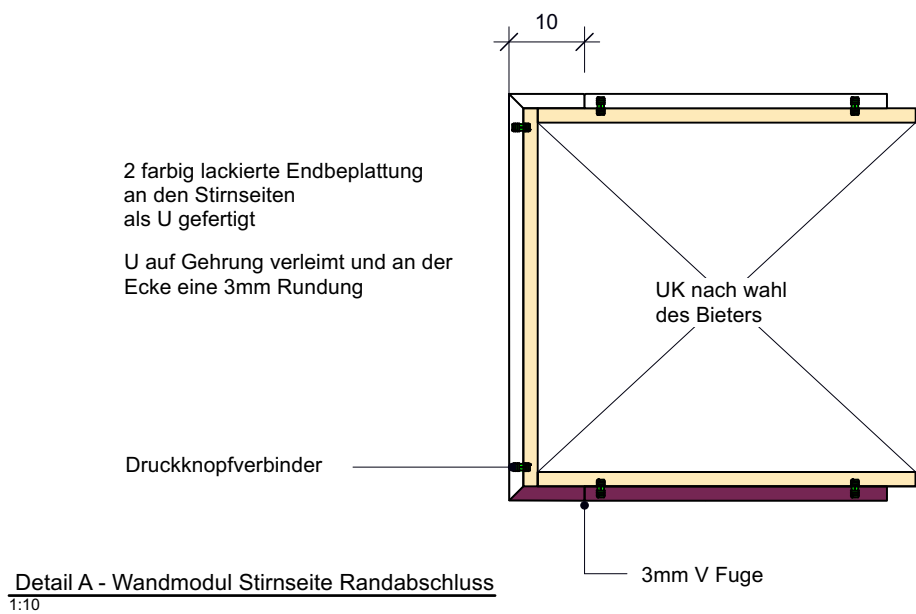 10
2 farbig lackierte Endbeplattung
an den Stirnseiten
als U gefertigt
U auf Gehrung verleimt und an der
Ecke eine 3mm Rundung
UK nach wahl
des Bieters
Druckknopfverbinder
3mm V Fuge
Detail A - Wandmodul Stirnseite Randabschluss
1:10